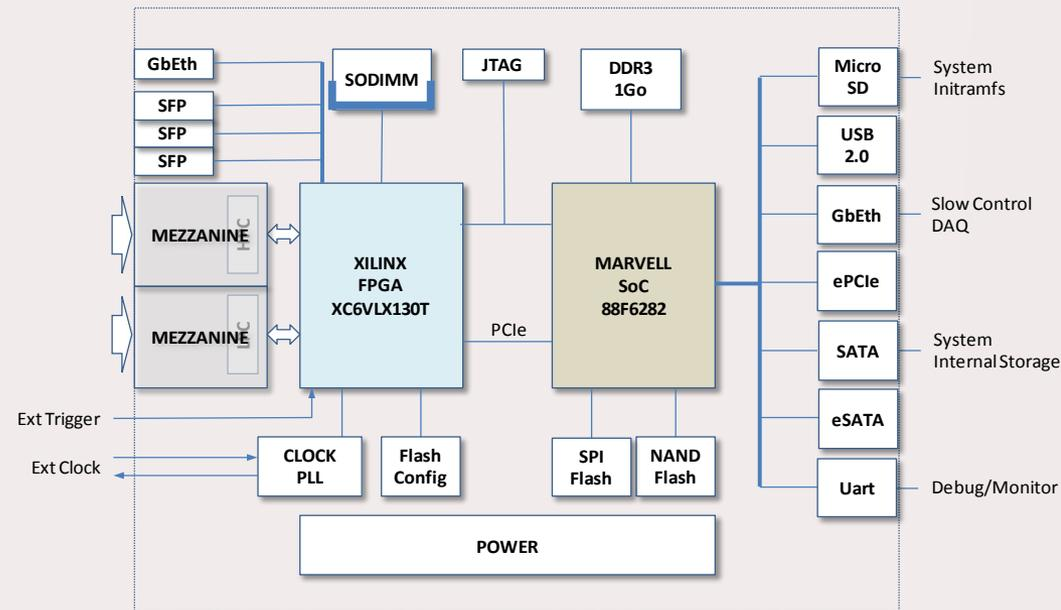 GbEth
SODIMM
JTAG
DDR3
1Go
Micro
SD
System
Initramfs
SFP
SFP
SFP
USB
2.0
MEZZANINE
HPC
XILINX
FPGA
XC6VLX130T
MARVELL
SoC
88F6282
GbEth
Slow Control
DAQ
ePCIe
MEZZANINE
LPC
PCIe
SATA
System
Internal Storage
Ext Trigger
eSATA
Ext Clock
CLOCK
PLL
Flash
Config
SPI
Flash
NAND
Flash
Uart
Debug/Monitor
POWER